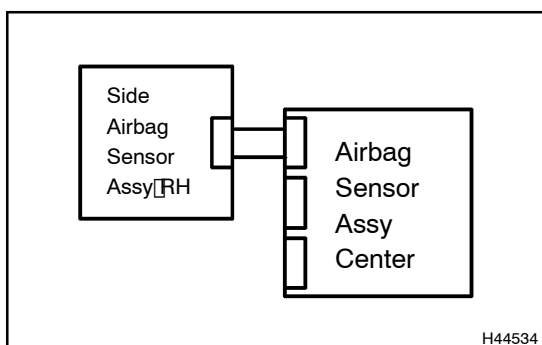 Side
Airbag
Sensor
Assy RH
Airbag
Sensor
Assy
Center
H44534